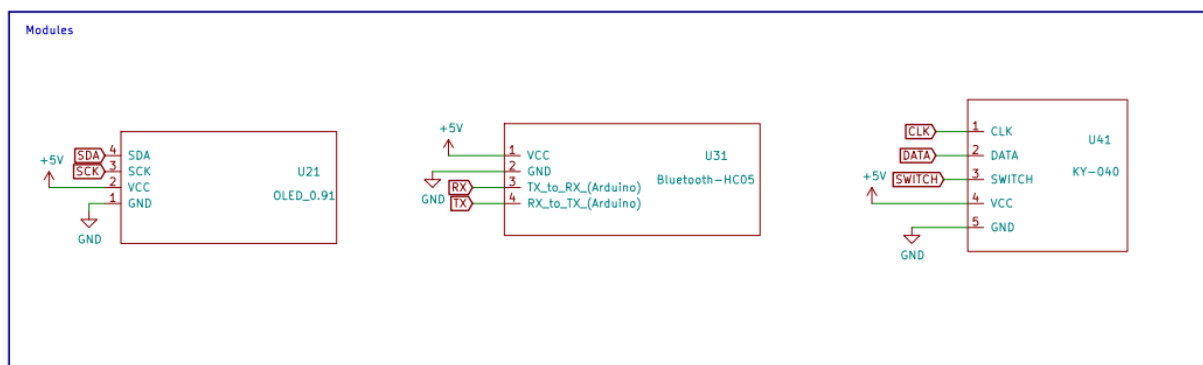 Modules
+5V
SDA 4 SDA
SCK 3 SCK
2 VCC
1 GND
GND
U21
OLED_0.91
+5V
1 VCC
2 GND
GND
RX 3 TX_to_RX_(Arduino)
TX 4 RX_to_TX_(Arduino)
U31
Bluetooth-HC05
CLK 1 CLK
DATA 2 DATA
SWITCH 3 SWITCH
+5V
4 VCC
5 GND
GND
U41
KY-040